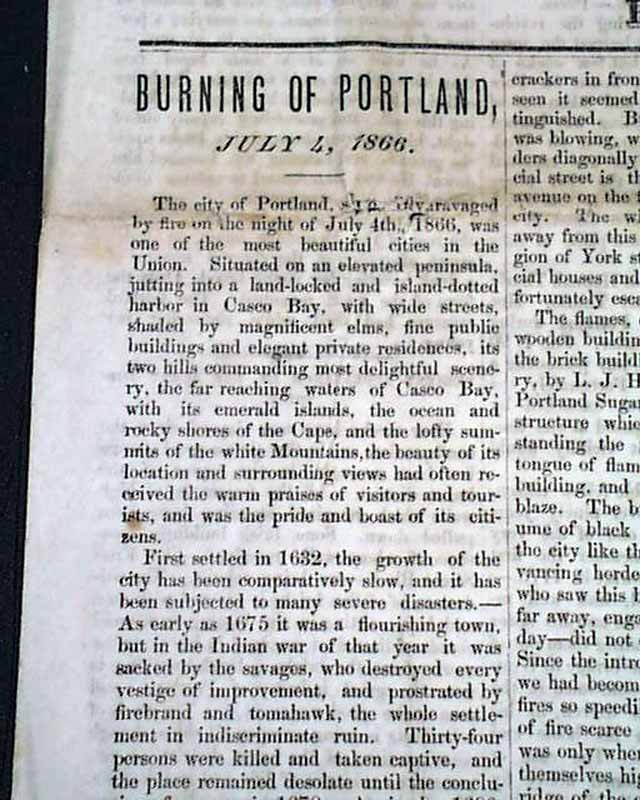 BURNING OF PORTLAND,
JULY 4, 1866.
The city of Portland, ravaged
by fire on the night of July 4th, 1866, was
one of the most beautiful cities in the
Union. Situated on an elevated peninsula,
jutting into a land-locked and island-dotted
harbor in Casco Bay, with wide streets,
shaded by magnificent elms, fine public
buildings and elegant private residences, its
two hills commanding most delightful scene-
ry, the far reaching waters of Casco Bay,
with its emerald islands, the ocean and
rocky shores of the Cape, and the lofty sum-
mits of the white Mountains, the beauty of its
location and surrounding views had often re-
ceived the warm praises of visitors and tour-
ists, and was the pride and boast of its citi-
zens.
First settled in 1632, the growth of the
city has been comparatively slow, and it has
been subjected to many severe disasters.—
As early as 1675 it was a flourishing town,
but in the Indian war of that year it was
sacked by the savages, who destroyed every
vestige of improvement, and prostrated by
firebrand and tomahawk, the whole settle-
ment in indiscriminate ruin. Thirty-four
persons were killed and taken captive, and
the place remained desolate until the conclu-
crackers in fron
seen it seemed
tinguished. B
was blowing, w
ders diagonally
cial street is th
avenue on the
city. The w
away from this
gion of York st
cial houses and
fortunately esca
The flames,
wooden buildin
the brick buildi
ry, by L. J. H
Portland Sugar
structure whic
standing the
tongue of flam
building, and
blaze. The b
ume of black
the city like th
vancing horde
who saw this b
far away, enga
day—did not
Since the intro
we had becom
fires so speedil
of fire scarce
was only when
themselves hig
ridge of the